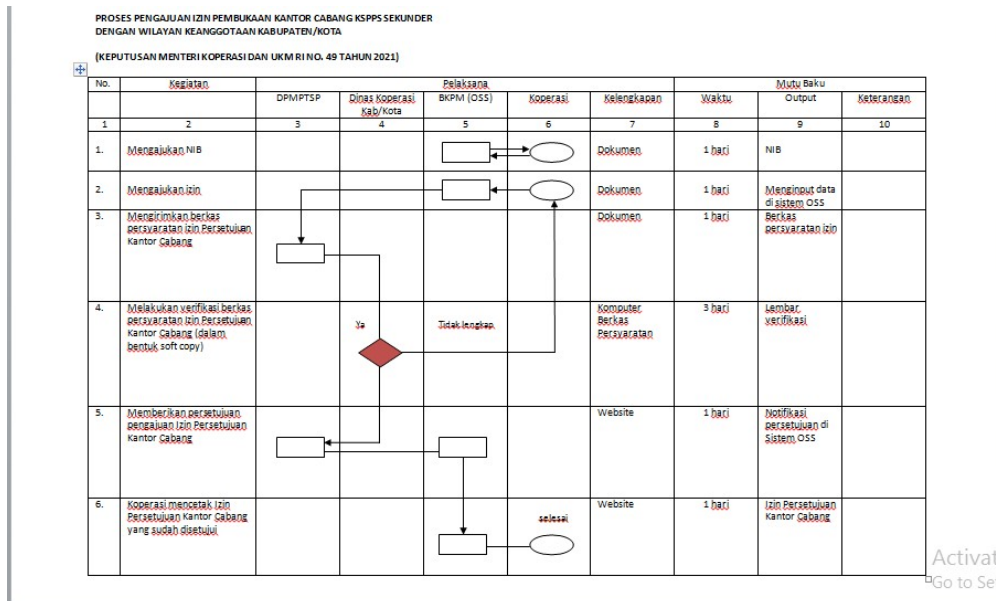 PROSES PENGAJUAN IZIN PEMBUKAAN KANTOR CABANG KSPPS SEKUNDER
DENGAN WILAYAN KEANGGOTAAN KABUPATEN/KOTA
(KEPUTUSAN MENTERI KOPERASI DAN UKM RI NO. 49 TAHUN 2021)
No. Kegiatan Pelaksana Mutu Baku
DPMPTSP Dinas Koperasi Kab/Kota BKPM (OSS) Koperasi Kelengkapan Waktu Output Keterangan
1 2 3 4 5 6 7 8 9 10
1. Mengajukan NIB Dokumen 1 hari NIB
2. Mengajukan izin Dokumen 1 hari Menginput data
di sistem OSS
3. Mengirimkan berkas Dokumen 1 hari Berkas
persyaratan izin Persetujuan persyaratan izin
Kantor Cabang
4. Melakukan verifikasi berkas Komputer 3 hari Lembar
persyaratan Izin Persetujuan Ya Tidak lengkap Berkas verifikasi
Kantor Cabang (dalam Persyaratan
bentuk soft copy)
5. Memberikan persetujuan Website 1 hari Notifikasi
pengajuan Izin Persetujuan persetujuan di
Kantor Cabang Sistem OSS
6. Koperasi mencetak Izin Website 1 hari Izin Persetujuan
Persetujuan Kantor Cabang selesai Kantor Cabang
yang sudah disetujui
Activat
Go to Se